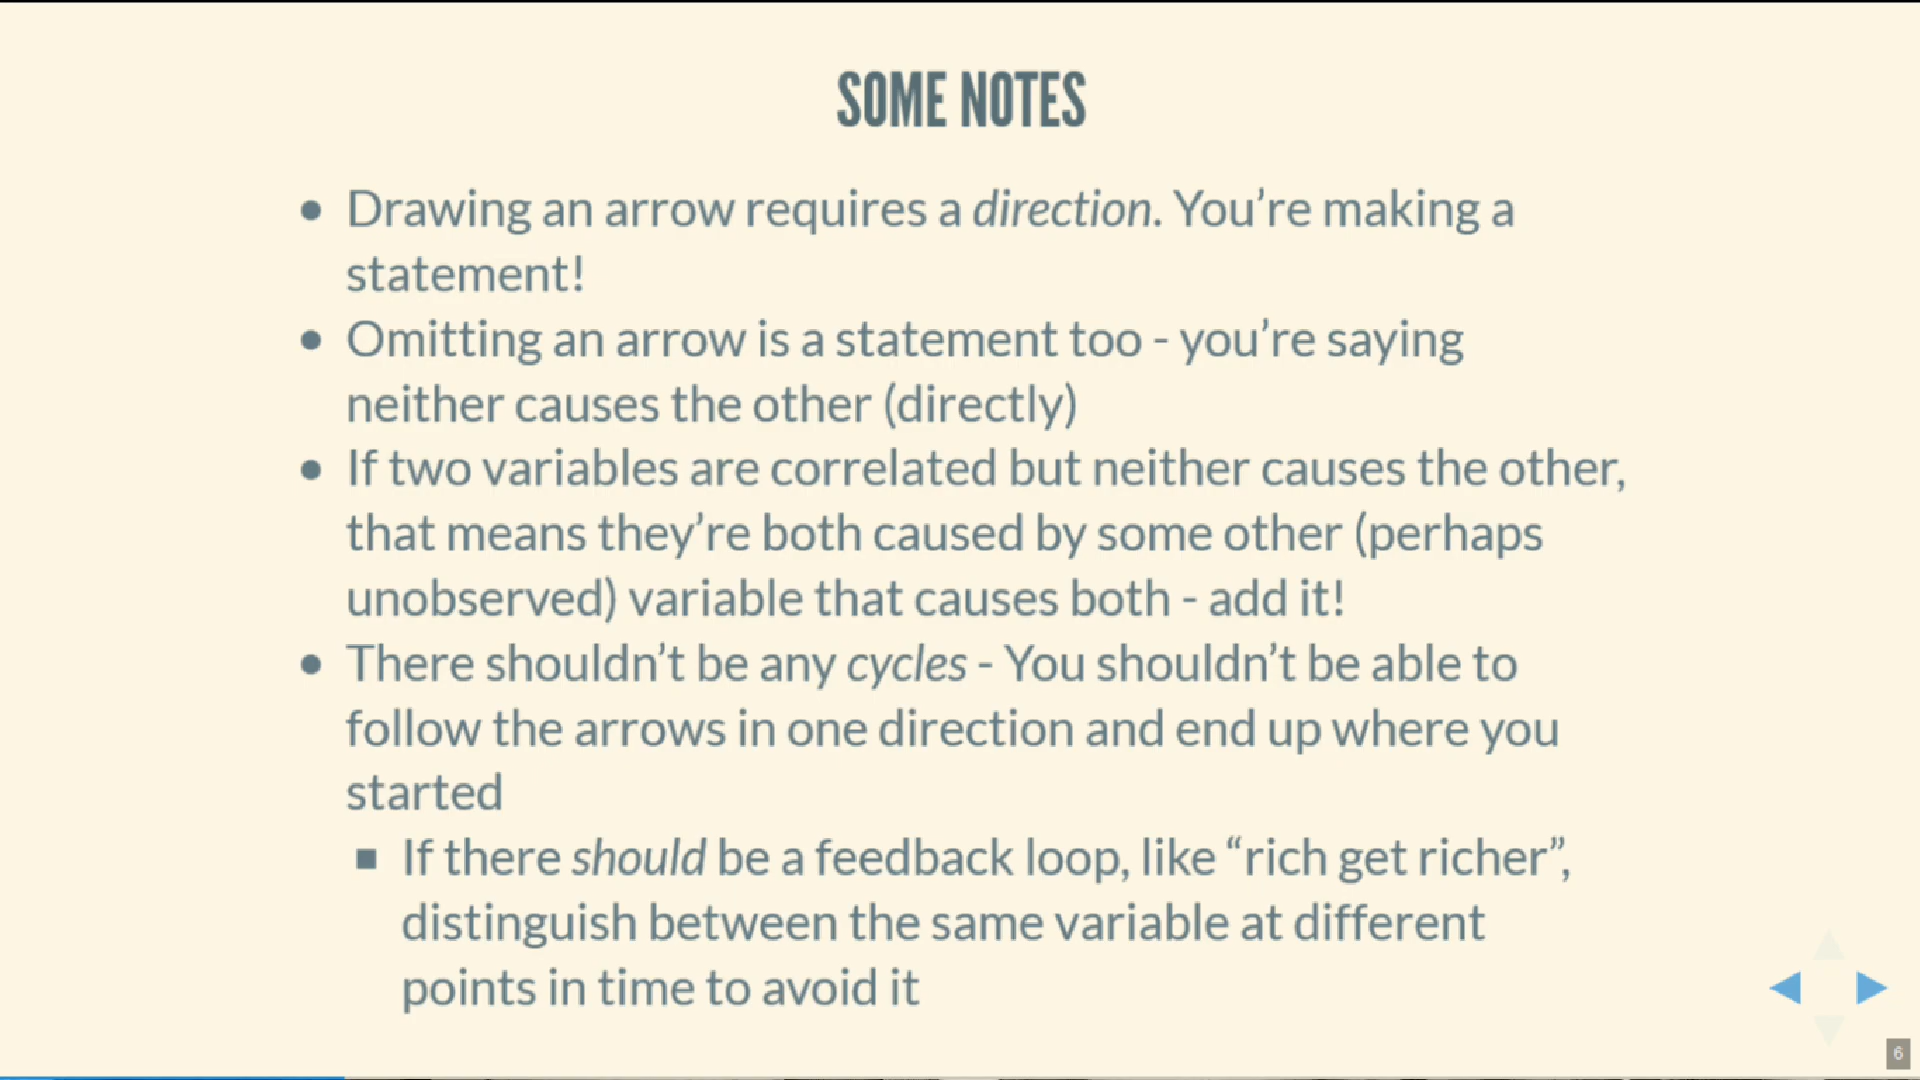 SOME NOTES
Drawing an arrow requires a direction. You're making a
statement!
Omitting an arrow is a statement too - you're saying
neither causes the other (directly)
If two variables are correlated but neither causes the other,
that means they're both caused by some other (perhaps
unobserved) variable that causes both - add it!
There shouldn't be any cycles - You shouldn't be able to
follow the arrows in one direction and end up where you
started
If there should be a feedback loop, like “rich get richer”,
distinguish between the same variable at different
points in time to avoid it
6